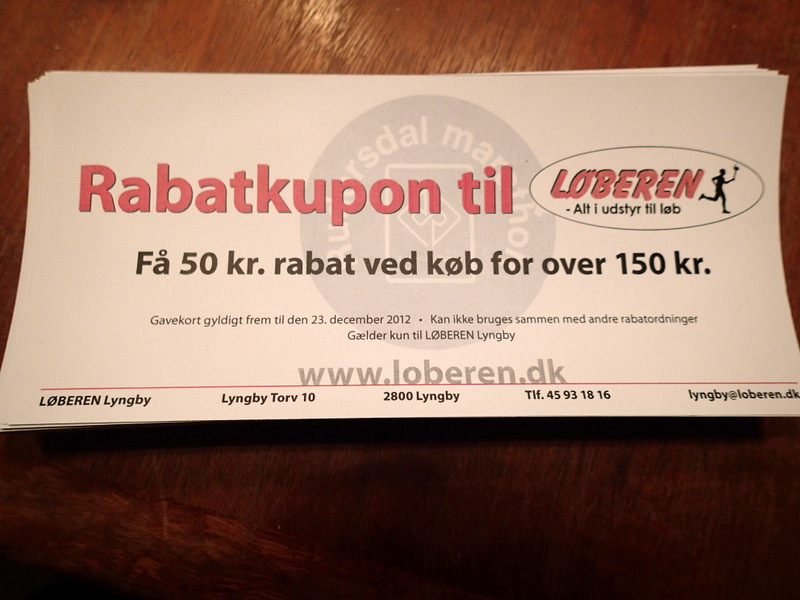 Rabatkupon til
LØBEREN
- Alt i udstyr til løb
Få 50 kr. rabat ved køb for over 150 kr.
Gavekort gyldigt frem til den 23. december 2012 • Kan ikke bruges sammen med andre rabatordninger
Gælder kun til LØBEREN Lyngby
www.loberen.dk
LØBEREN Lyngby Lyngby Torv 10 2800 Lyngby Tlf. 45 93 18 16 lyngby@loberen.dk